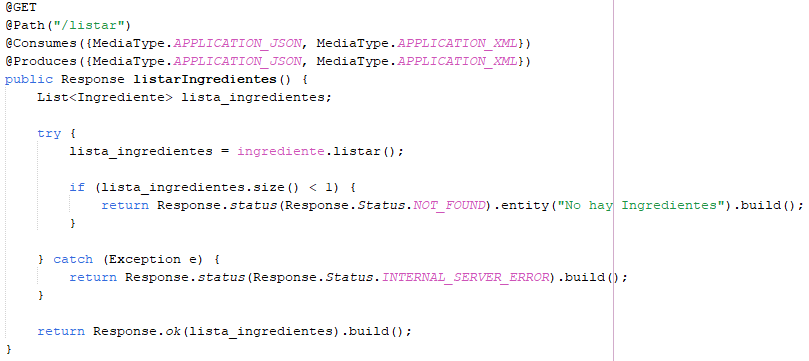 @GET
@Path("/listar")
@Consumes({MediaType.APPLICATION_JSON, MediaType.APPLICATION_XML})
@Produces({MediaType.APPLICATION_JSON, MediaType.APPLICATION_XML})
public Response listarIngredientes() {
    List<Ingrediente> lista_ingredientes;

    try {
        lista_ingredientes = ingrediente.listar();

        if (lista_ingredientes.size() < 1) {
            return Response.status(Response.Status.NOT_FOUND).entity("No hay Ingredientes").build();
        }

    } catch (Exception e) {
        return Response.status(Response.Status.INTERNAL_SERVER_ERROR).build();
    }

    return Response.ok(lista_ingredientes).build();
}